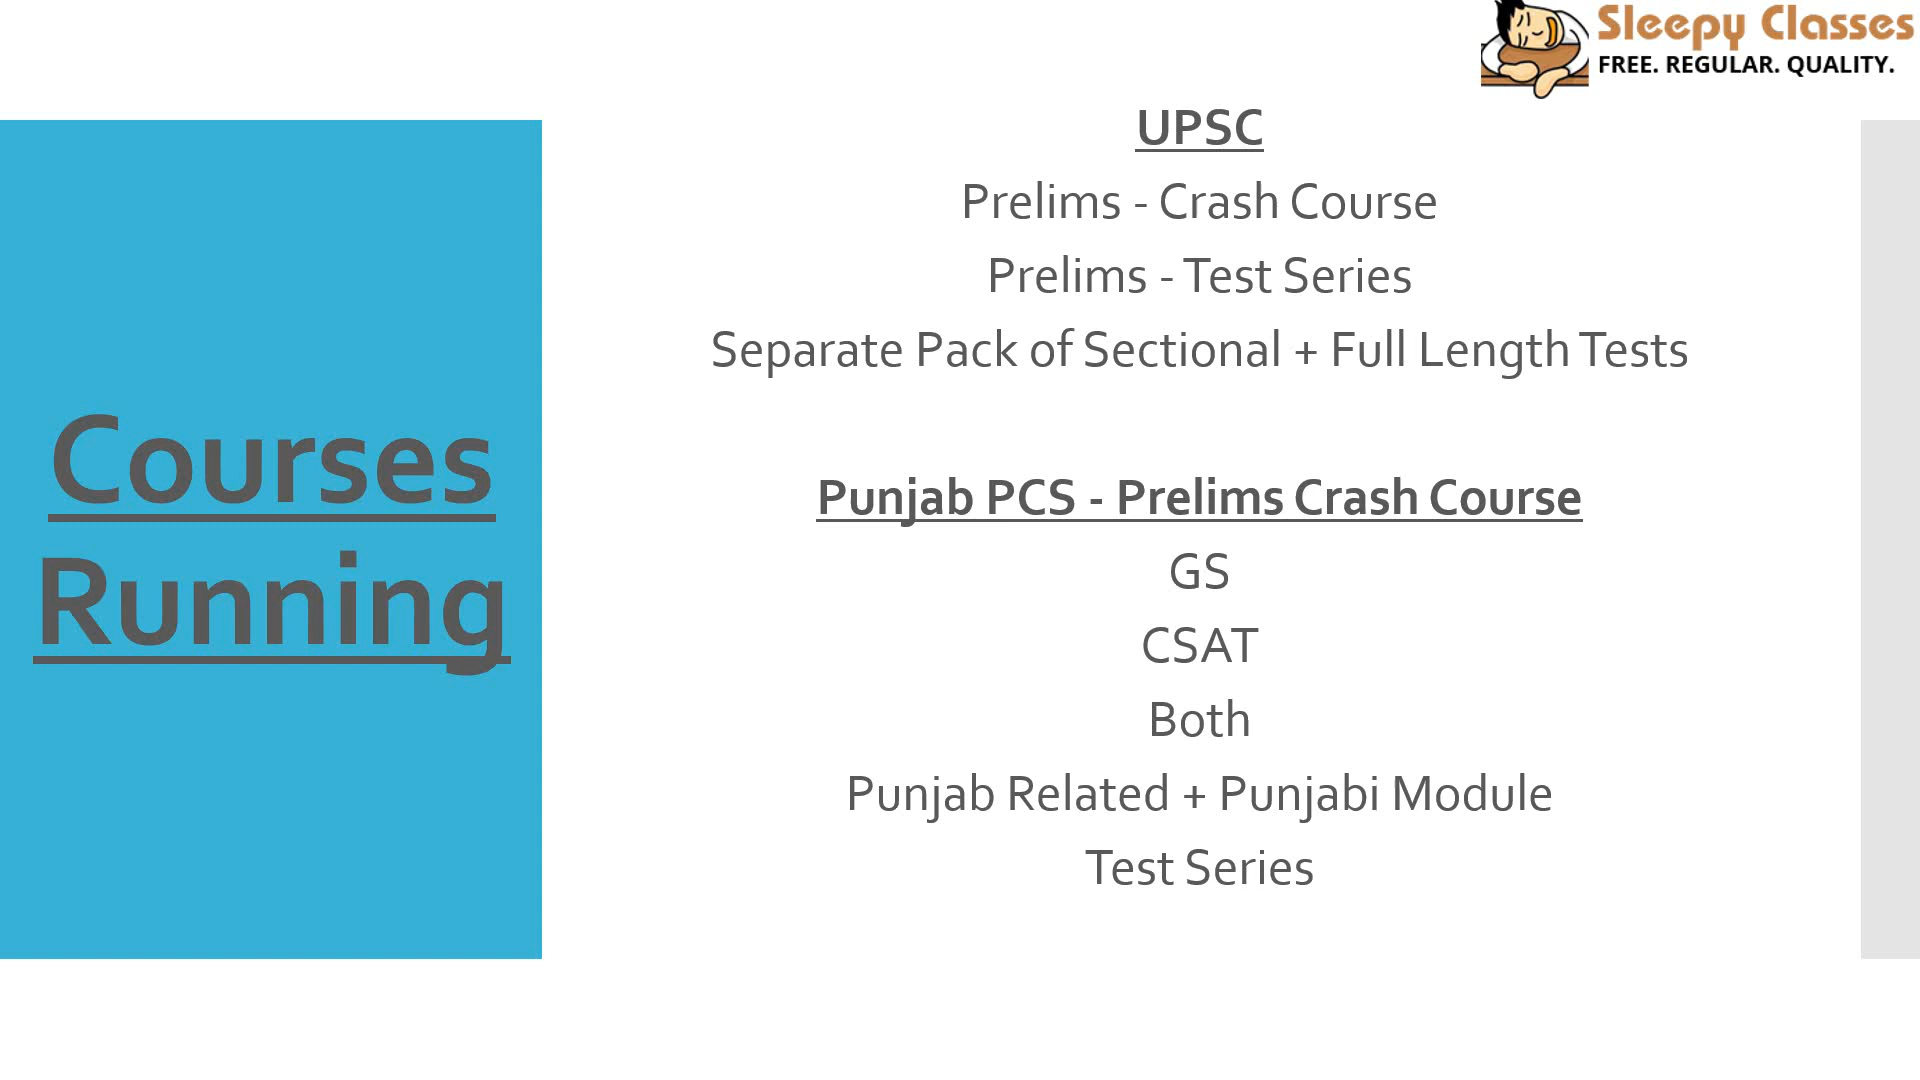 Sleepy Classes
FREE. REGULAR. QUALITY.
Courses
Running
UPSC
Prelims - Crash Course
Prelims - Test Series
Separate Pack of Sectional + Full Length Tests
Punjab PCS - Prelims Crash Course
GS
CSAT
Both
Punjab Related + Punjabi Module
Test Series